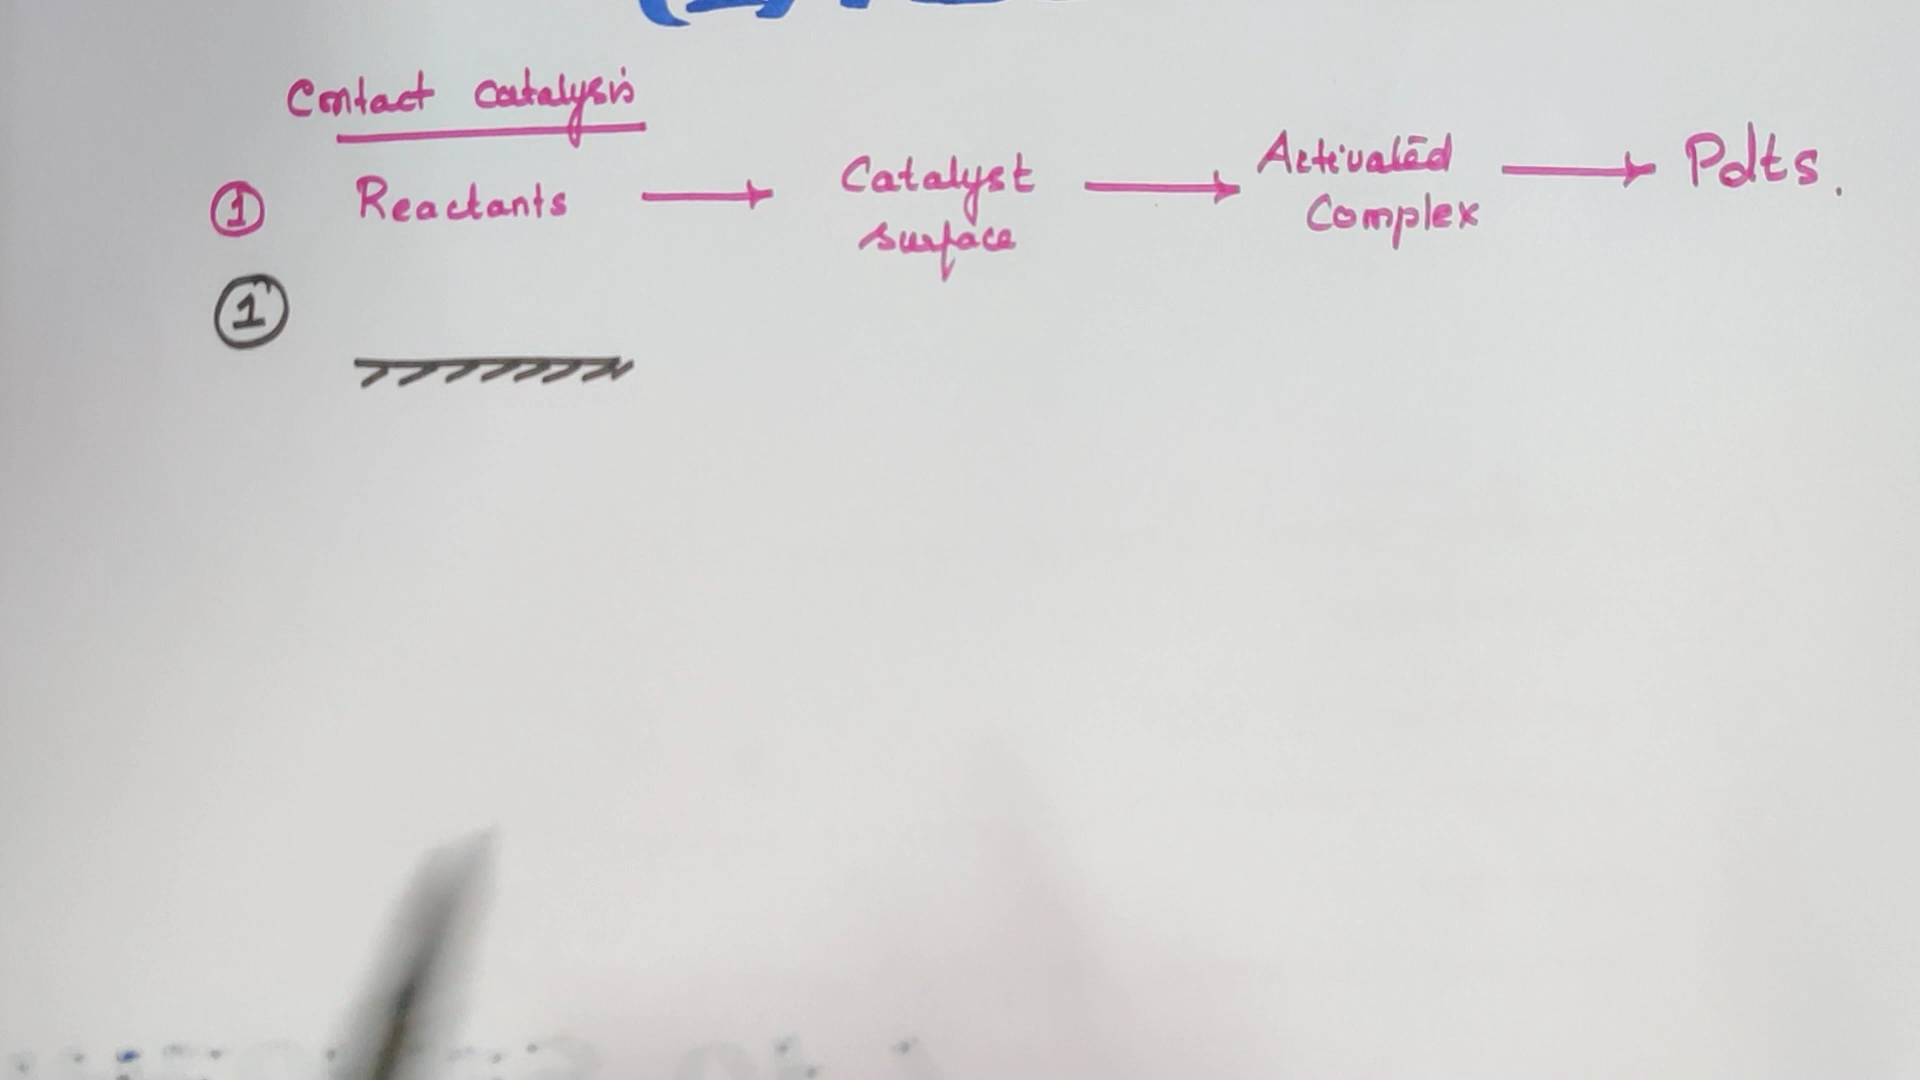 Contact catalysis
① Reactants → Catalyst surface → Activated Complex → Pdts.
①